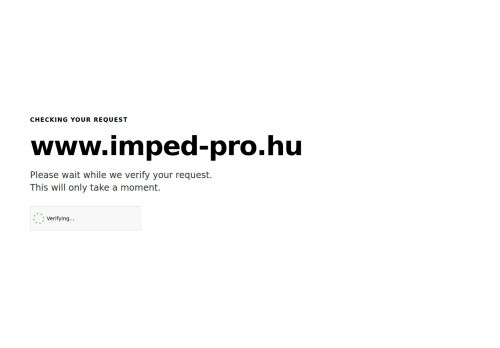 CHECKING YOUR REQUEST
www.imped-pro.hu
Please wait while we verify your request.
This will only take a moment.
Verifying...